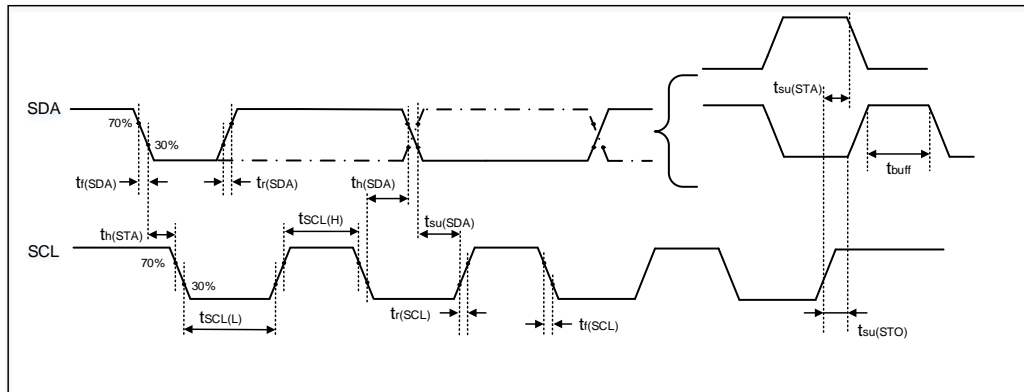 tsu(STA)
SDA
70%
30%
tbuff
tf(SDA)
tr(SDA)
th(SDA)
tSCL(H)
tsu(SDA)
th(STA)
SCL
70%
30%
tSCL(L)
tr(SCL)
tf(SCL)
tsu(STO)